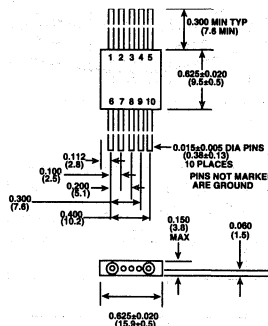 0.300 MIN TYP
(7.6 MIN)
1 2 3 4 5
0.625±0.020
(9.5±0.5)
6 7 8 9 10
0.015±0.005 DIA PINS
(0.38±0.13)
10 PLACES
PINS NOT MARKE
ARE GROUND
0.112
(2.8)
0.100
(2.5)
0.200
(5.1)
0.300
(7.6)
0.400
(10.2)
0.150
(3.8)
MAX
0.060
(1.5)
0.625±0.020
(15.9±0.5)